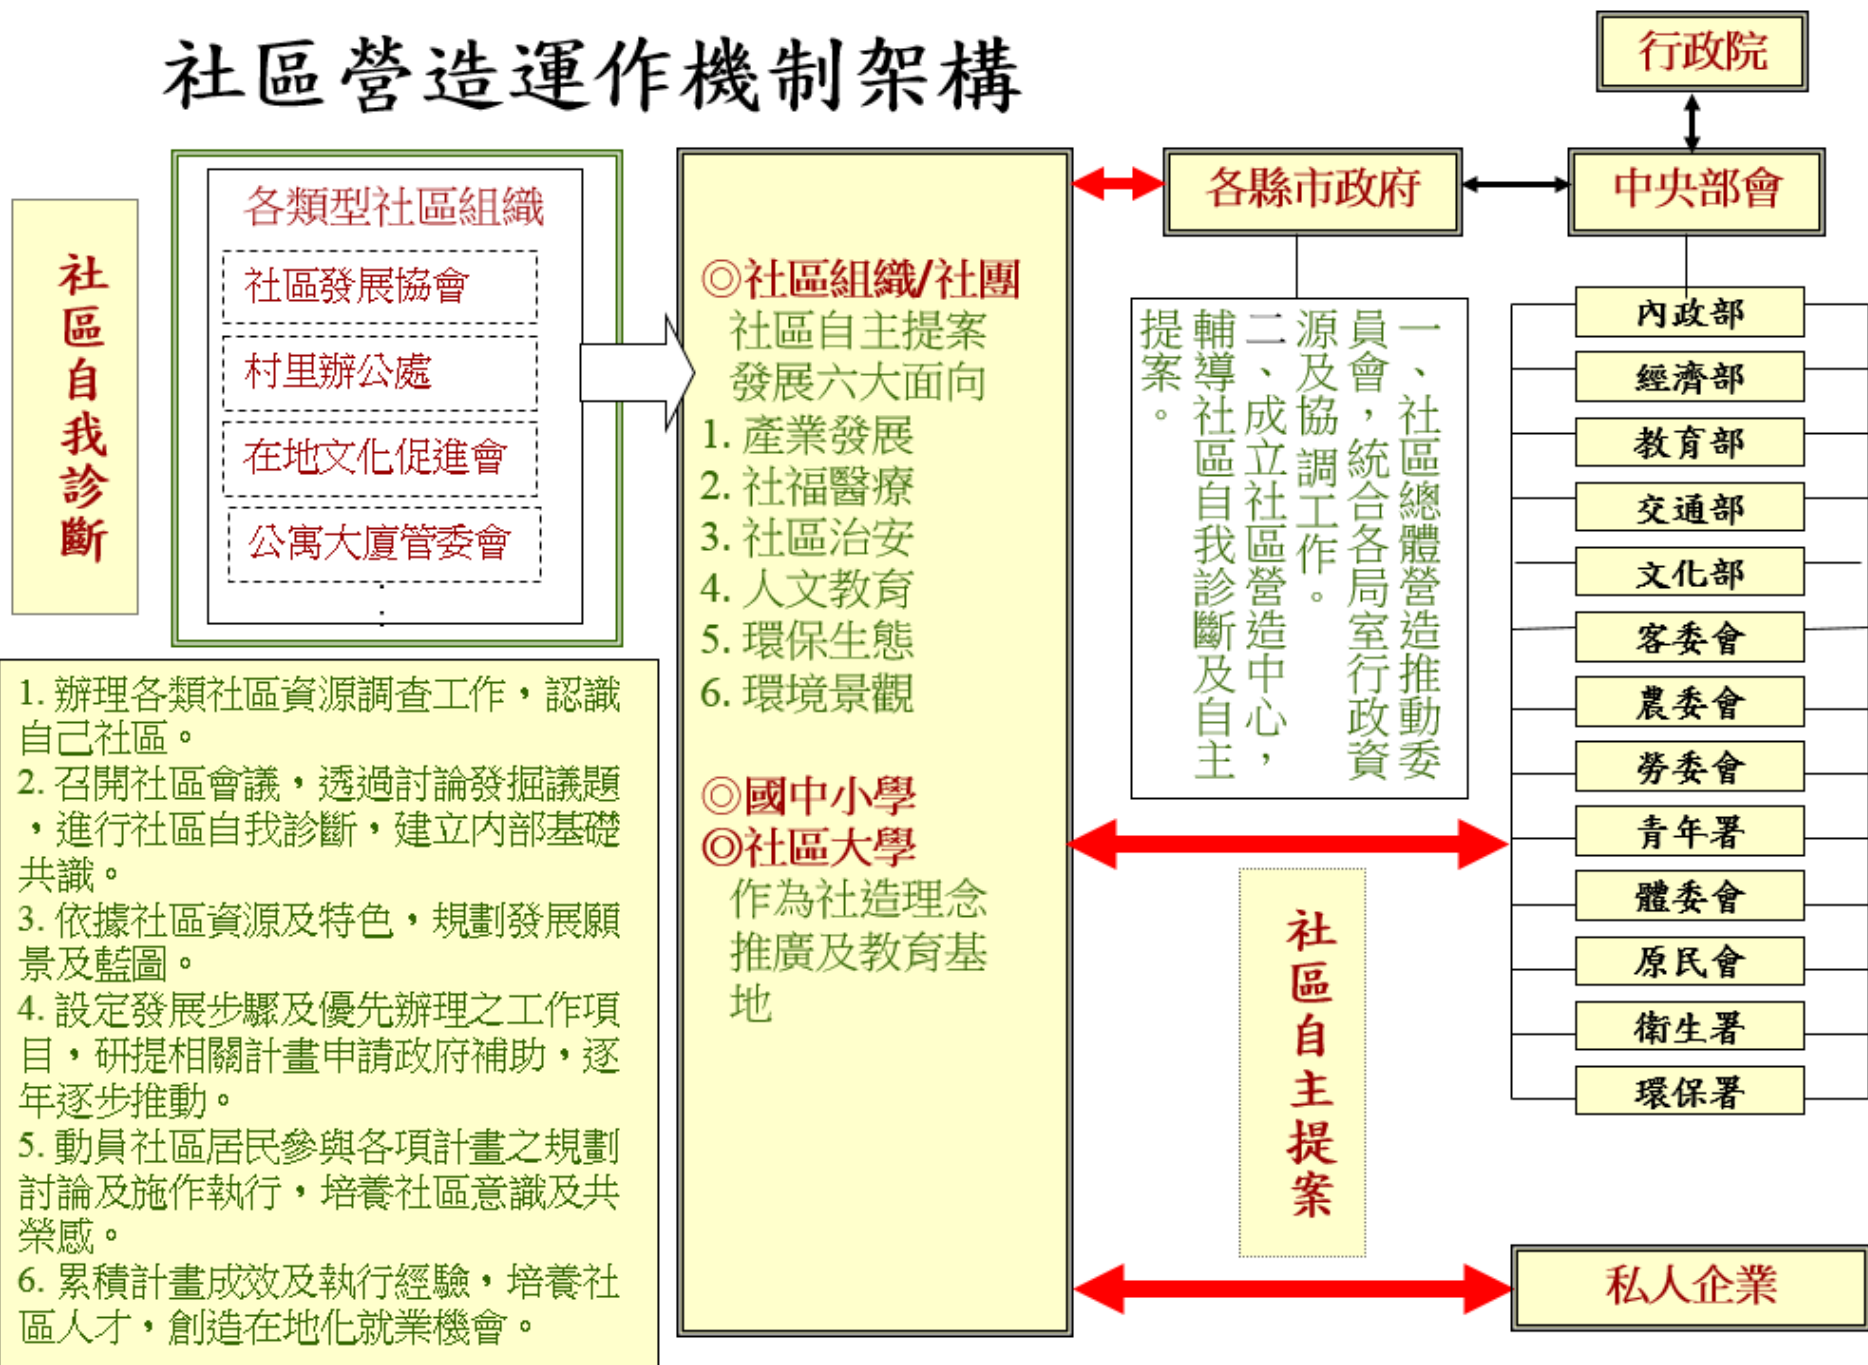 社區營造運作機制架構
社區自我診斷
各類型社區組織
社區發展協會
村里辦公處
在地文化促進會
公寓大廈管委會
:
1. 辦理各類社區資源調查工作，認識
自己社區。
2. 召開社區會議，透過討論發掘議題
，進行社區自我診斷，建立內部基礎
共識。
3. 依據社區資源及特色，規劃發展願
景及藍圖。
4. 設定發展步驟及優先辦理之工作項
目，研提相關計畫申請政府補助，逐
年逐步推動。
5. 動員社區居民參與各項計畫之規劃
討論及施作執行，培養社區意識及共
榮感。
6. 累積計畫成效及執行經驗，培養社
區人才，創造在地化就業機會。
◎社區組織/社團
社區自主提案
發展六大面向
1. 產業發展
2. 社福醫療
3. 社區治安
4. 人文教育
5. 環保生態
6. 環境景觀
◎國中小學
◎社區大學
作為社造理念
推廣及教育基
地
各縣市政府
一、社區總體營造推動委
員會，統合各局室行政資
源及協調工作。
二、成立社區營造中心，
輔導社區自我診斷及自主
提案。
社區自主提案
行政院
中央部會
內政部
經濟部
教育部
交通部
文化部
客委會
農委會
勞委會
青年署
體委會
原民會
衛生署
環保署
私人企業